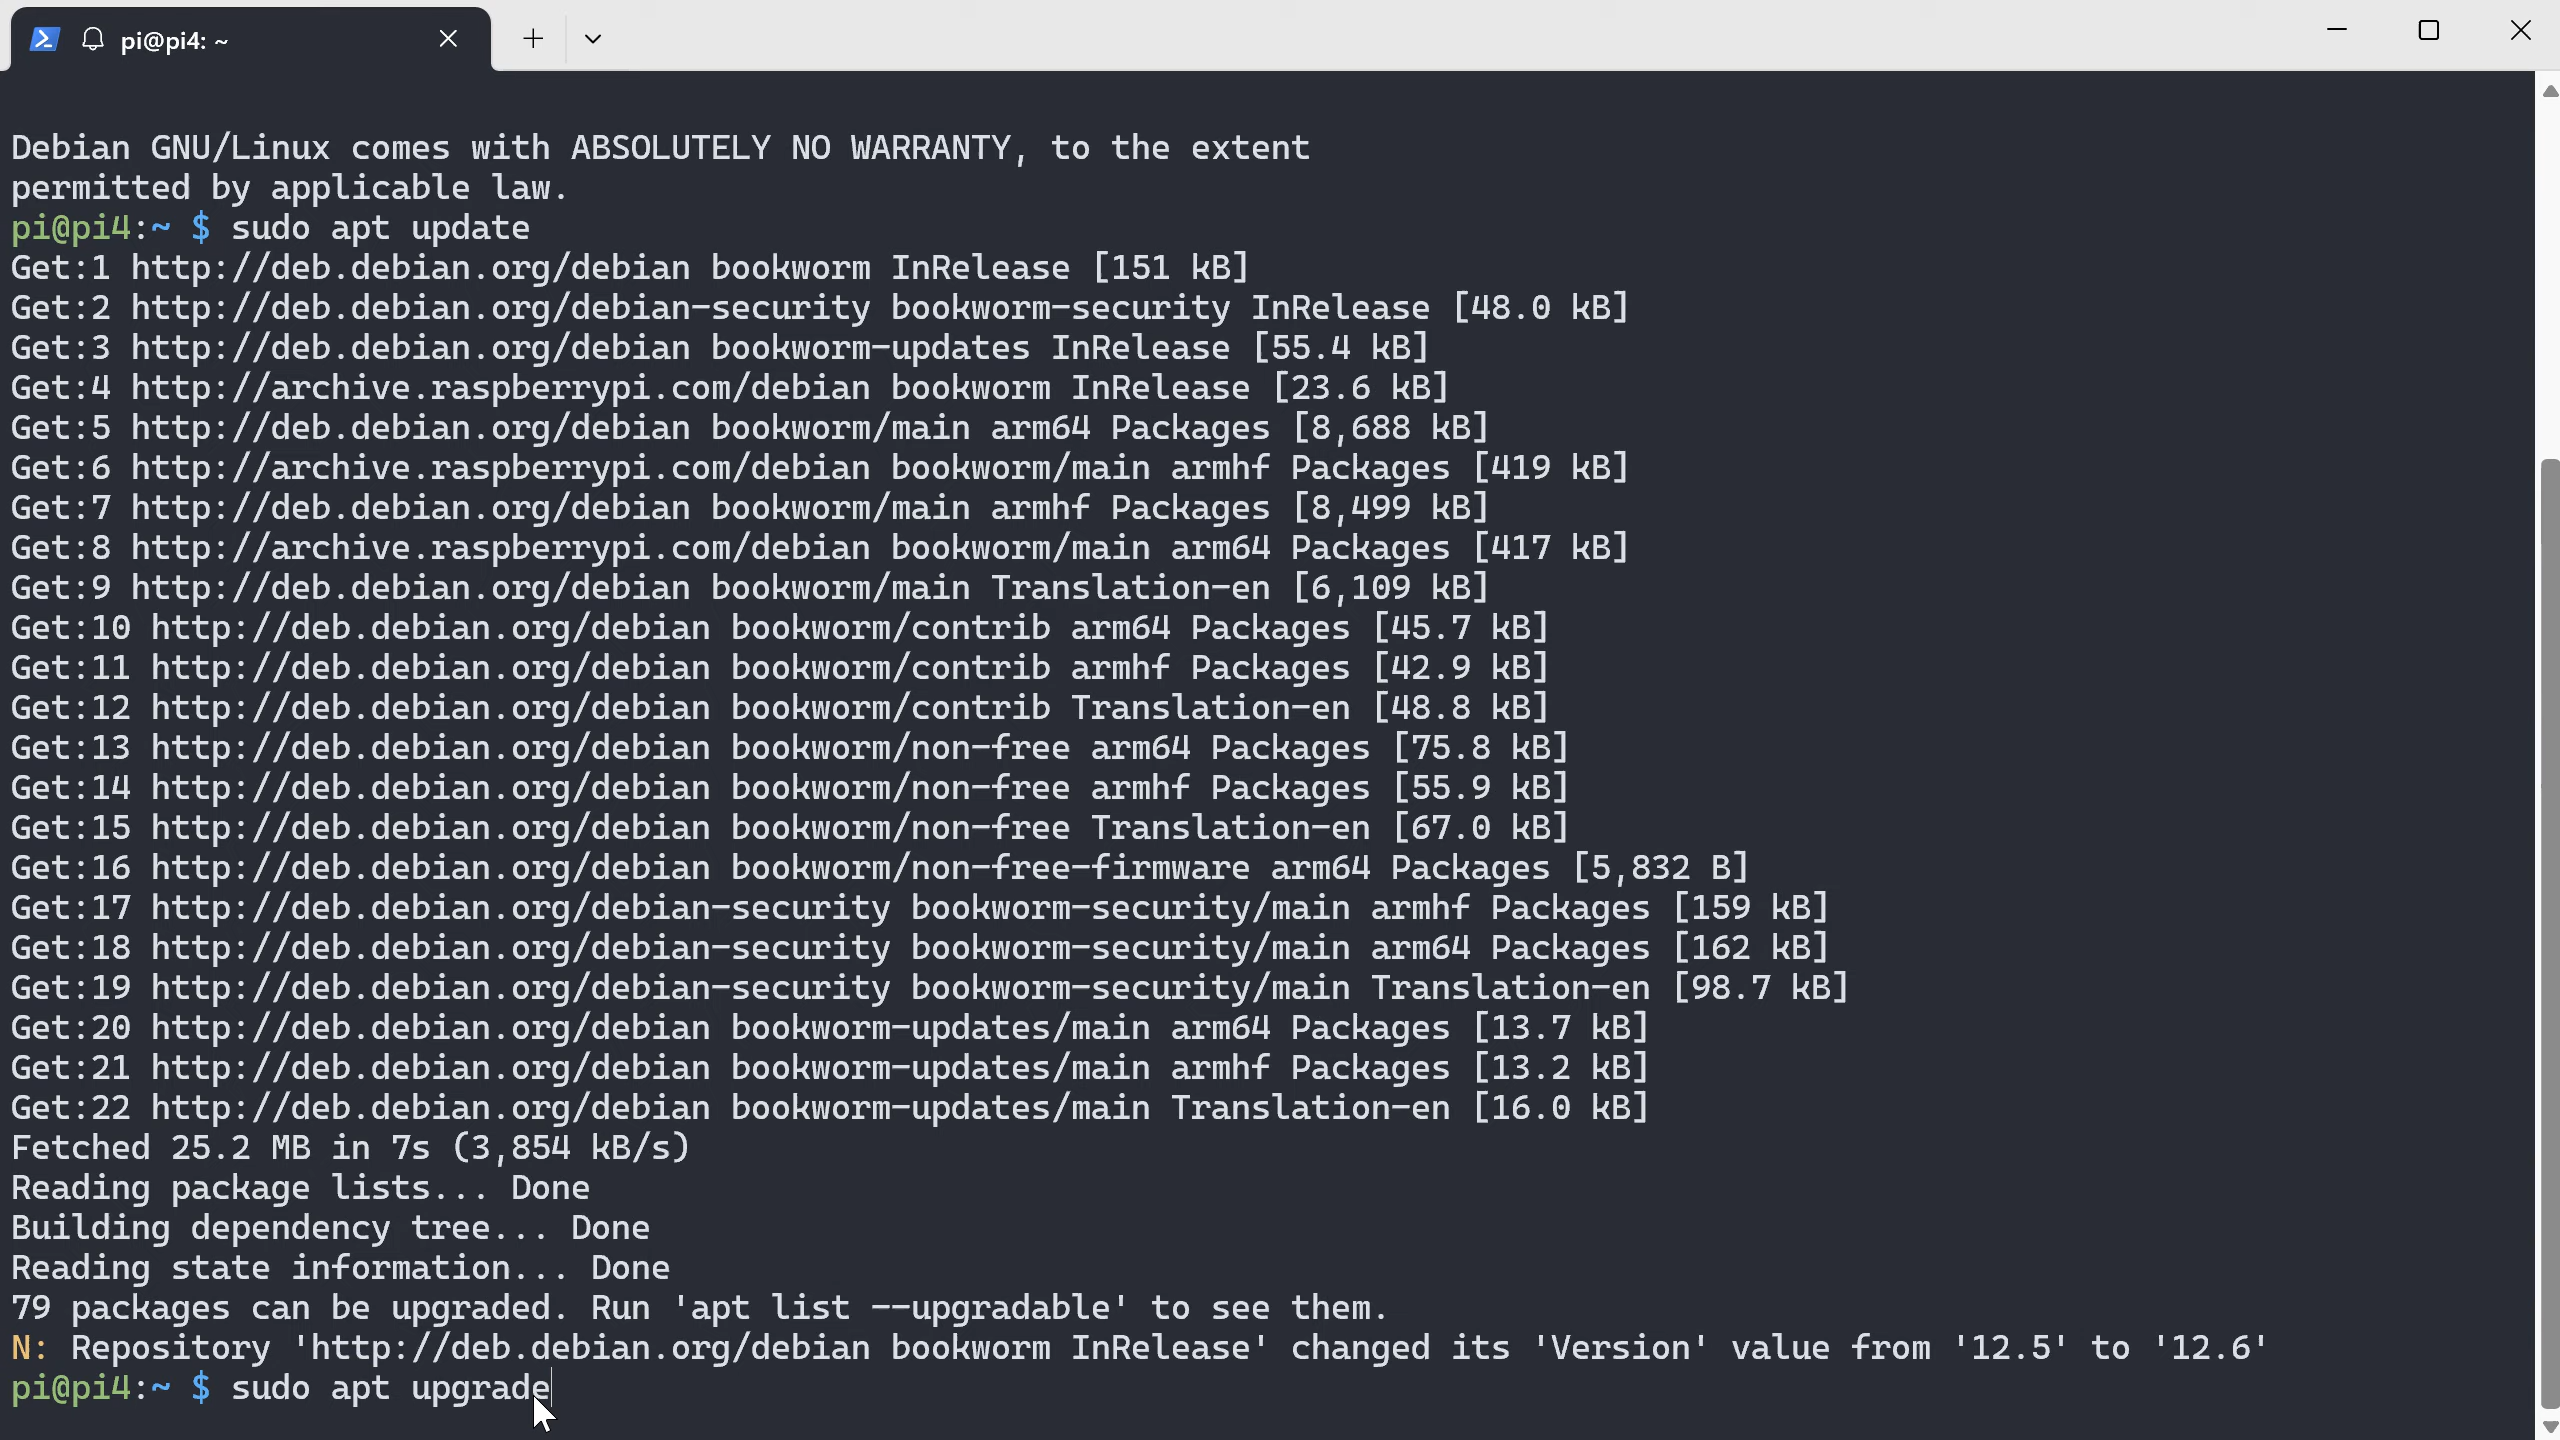 pi@pi4: ~
Debian GNU/Linux comes with ABSOLUTELY NO WARRANTY, to the extent
permitted by applicable law.
pi@pi4:~ $ sudo apt update
Get:1 http://deb.debian.org/debian bookworm InRelease [151 kB]
Get:2 http://deb.debian.org/debian-security bookworm-security InRelease [48.0 kB]
Get:3 http://deb.debian.org/debian bookworm-updates InRelease [55.4 kB]
Get:4 http://archive.raspberrypi.com/debian bookworm InRelease [23.6 kB]
Get:5 http://deb.debian.org/debian bookworm/main arm64 Packages [8,688 kB]
Get:6 http://archive.raspberrypi.com/debian bookworm/main armhf Packages [419 kB]
Get:7 http://deb.debian.org/debian bookworm/main armhf Packages [8,499 kB]
Get:8 http://archive.raspberrypi.com/debian bookworm/main arm64 Packages [417 kB]
Get:9 http://deb.debian.org/debian bookworm/main Translation-en [6,109 kB]
Get:10 http://deb.debian.org/debian bookworm/contrib arm64 Packages [45.7 kB]
Get:11 http://deb.debian.org/debian bookworm/contrib armhf Packages [42.9 kB]
Get:12 http://deb.debian.org/debian bookworm/contrib Translation-en [48.8 kB]
Get:13 http://deb.debian.org/debian bookworm/non-free arm64 Packages [75.8 kB]
Get:14 http://deb.debian.org/debian bookworm/non-free armhf Packages [55.9 kB]
Get:15 http://deb.debian.org/debian bookworm/non-free Translation-en [67.0 kB]
Get:16 http://deb.debian.org/debian bookworm/non-free-firmware arm64 Packages [5,832 B]
Get:17 http://deb.debian.org/debian-security bookworm-security/main armhf Packages [159 kB]
Get:18 http://deb.debian.org/debian-security bookworm-security/main arm64 Packages [162 kB]
Get:19 http://deb.debian.org/debian-security bookworm-security/main Translation-en [98.7 kB]
Get:20 http://deb.debian.org/debian bookworm-updates/main arm64 Packages [13.7 kB]
Get:21 http://deb.debian.org/debian bookworm-updates/main armhf Packages [13.2 kB]
Get:22 http://deb.debian.org/debian bookworm-updates/main Translation-en [16.0 kB]
Fetched 25.2 MB in 7s (3,854 kB/s)
Reading package lists... Done
Building dependency tree... Done
Reading state information... Done
79 packages can be upgraded. Run 'apt list --upgradable' to see them.
N: Repository 'http://deb.debian.org/debian bookworm InRelease' changed its 'Version' value from '12.5' to '12.6'
pi@pi4:~ $ sudo apt upgrade